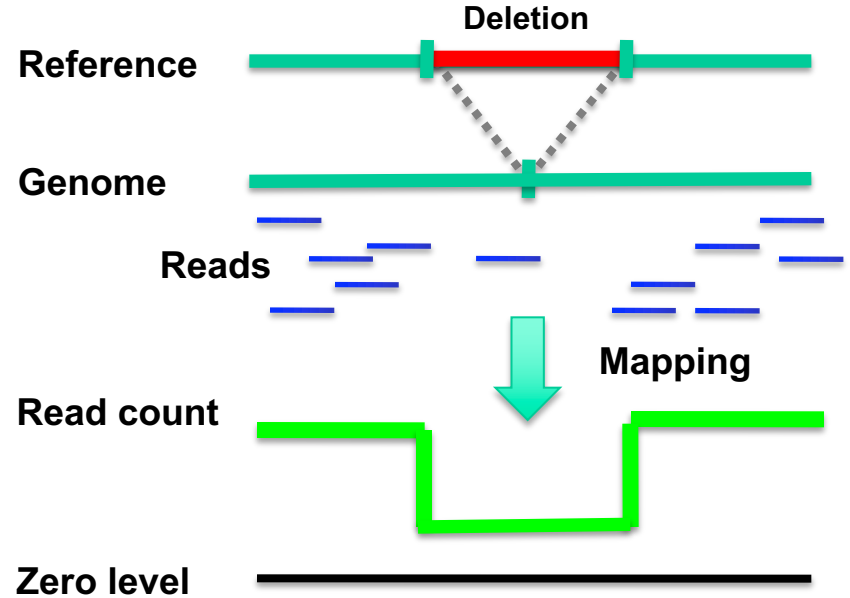 Deletion
Reference
Genome
Reads
Mapping
Read count
Zero level